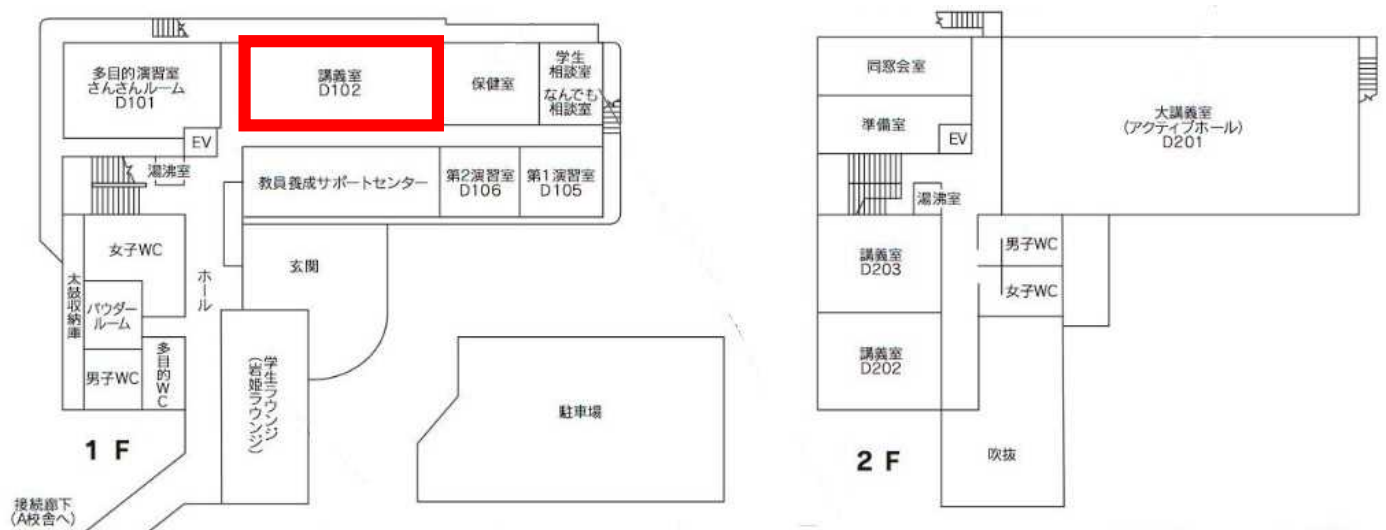 多目的演習室
さんさんルーム
D101
講義室
D102
保健室
学生
相談室
なんでも
相談室
EV
湯沸室
教員養成サポートセンター
第2演習室
D106
第1演習室
D105
女子WC
太鼓収納庫
パウダー
ルーム
男子WC
多目的WC
ホール
玄関
学生ラウンジ
(岩姫ラウンジ)
駐車場
1 F
接続廊下
(A校舎へ)
同窓会室
準備室
EV
大講義室
(アクティブホール)
D201
湯沸室
講義室
D203
男子WC
女子WC
講義室
D202
吹抜
2 F